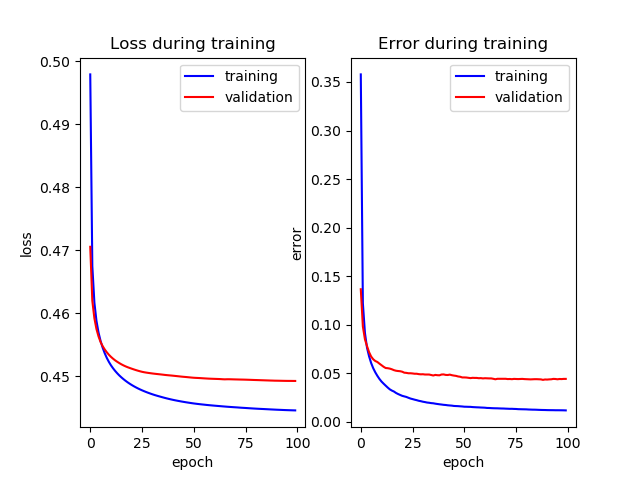 Loss during training
0.50
0.49
0.48
0.47
0.46
0.45
loss
training
validation
0 25 50 75 100
epoch
Error during training
0.35
0.30
0.25
0.20
0.15
0.10
0.05
0.00
error
training
validation
0 25 50 75 100
epoch